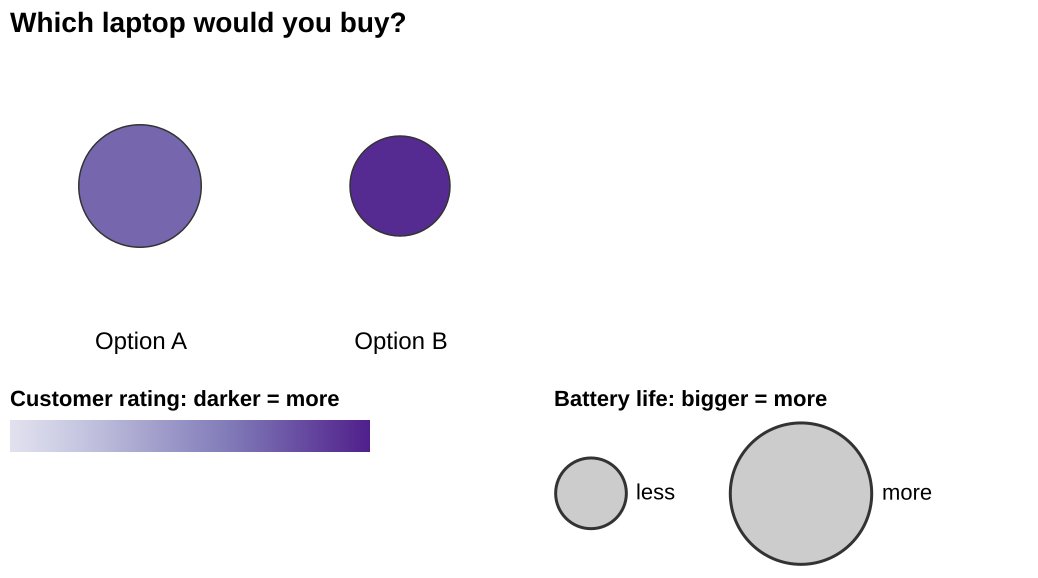 Which laptop would you buy?
Option A
Option B
Customer rating: darker = more
Battery life: bigger = more
less
more